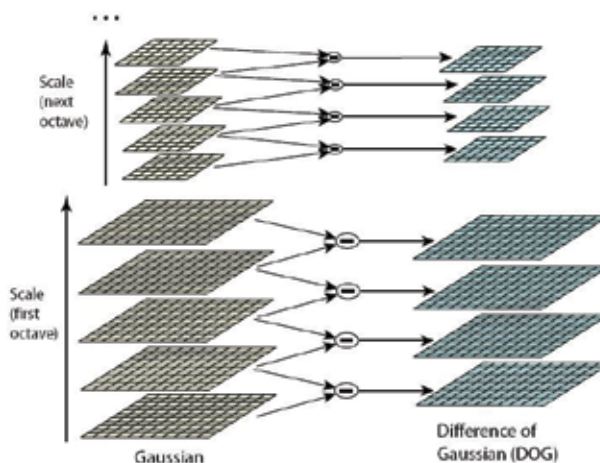 ...
Scale
(next
octave)
Scale
(first
octave)
Gaussian
Difference of
Gaussian (DOG)